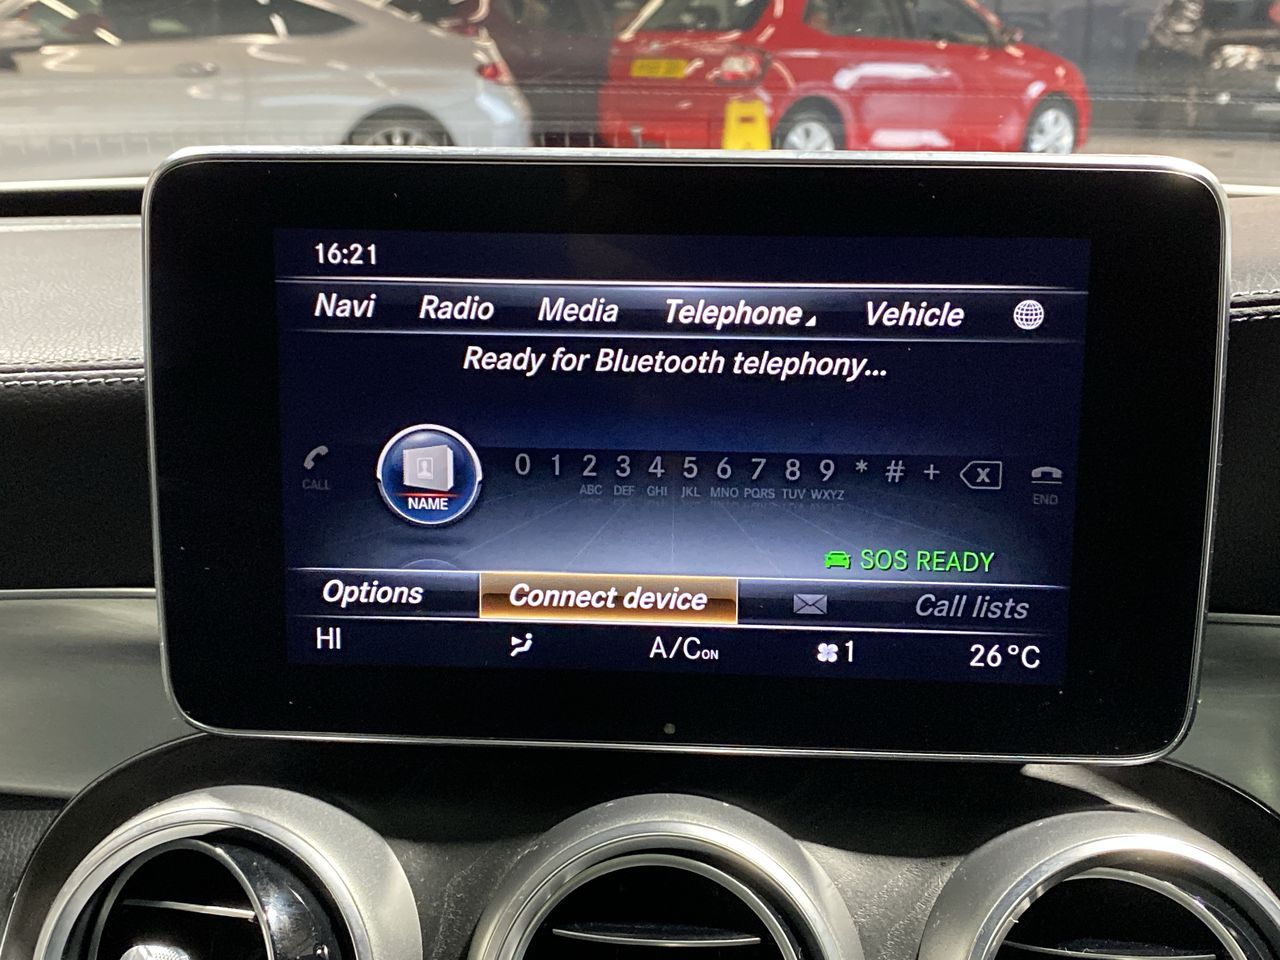 16:21
Navi Radio Media Telephone Vehicle
Ready for Bluetooth telephony...
CALL NAME 0 1 2 3 4 5 6 7 8 9 * # + X END
ABC DEF GHI JKL MNO PQRS TUV WXYZ
SOS READY
Options Connect device Call lists
HI A/C ON 1 26°C